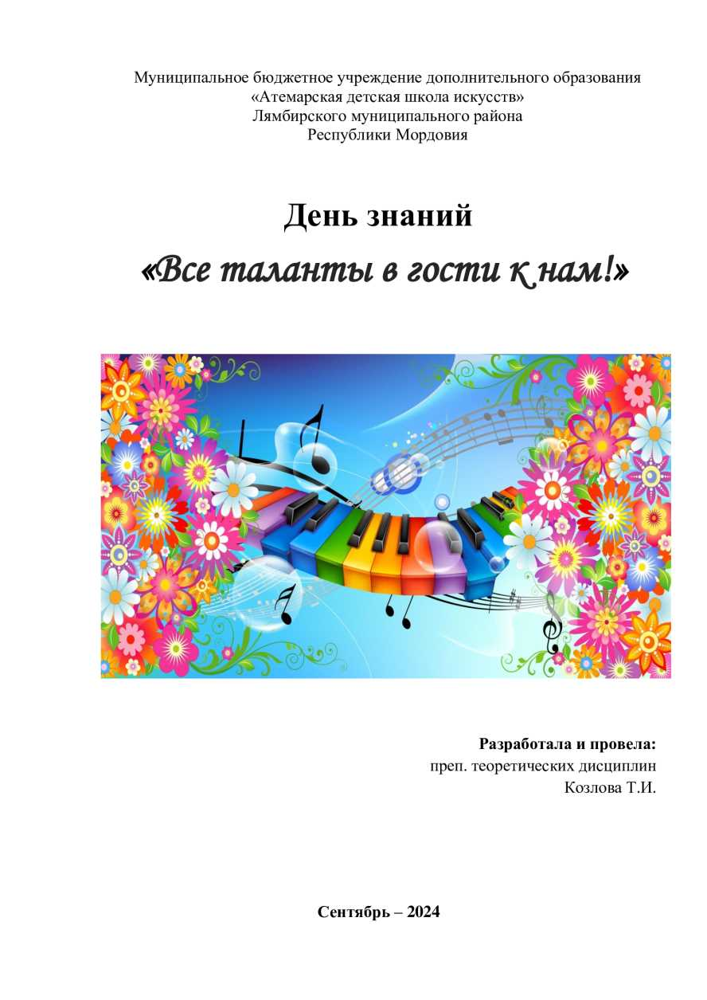 Муниципальное бюджетное учреждение дополнительного образования
«Атемарская детская школа искусств»
Лямбирского муниципального района
Республики Мордовия
День знаний
«Все таланты в гости к нам!»
Разработала и провела:
преп. теоретических дисциплин
Козлова Т.И.
Сентябрь – 2024